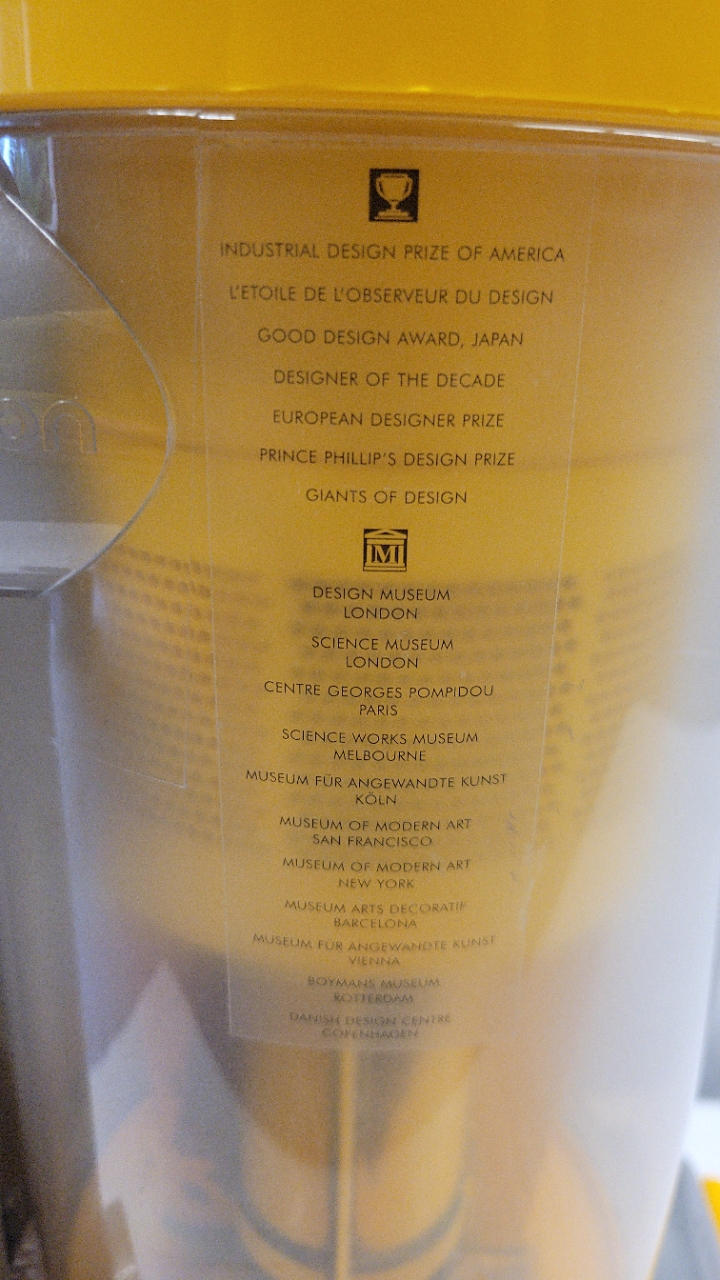 INDUSTRIAL DESIGN PRIZE OF AMERICA
L'ETOILE DE L'OBSERVEUR DU DESIGN
GOOD DESIGN AWARD, JAPAN
DESIGNER OF THE DECADE
EUROPEAN DESIGNER PRIZE
PRINCE PHILLIP'S DESIGN PRIZE
GIANTS OF DESIGN
M
DESIGN MUSEUM
LONDON
SCIENCE MUSEUM
LONDON
CENTRE GEORGES POMPIDOU
PARIS
SCIENCE WORKS MUSEUM
MELBOURNE
MUSEUM FÜR ANGEWANDTE KUNST
KÖLN
MUSEUM OF MODERN ART
SAN FRANCISCO
MUSEUM OF MODERN ART
NEW YORK
MUSEUM ARTS DECORATIF
BARCELONA
MUSEUM FÜR ANGEWANDTE KUNST
VIENNA
BOYMANS MUSEUM
ROTTERDAM
DANISH DESIGN CENTRE
COPENHAGEN